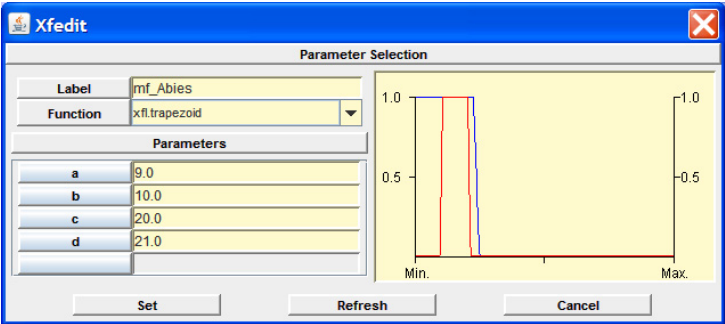 Xfedit
Parameter Selection
Label mf_Abies
Function xfl.trapezoid
Parameters
a 9.0
b 10.0
c 20.0
d 21.0
1.0 1.0
0.5 0.5
Min. Max.
Set Refresh Cancel